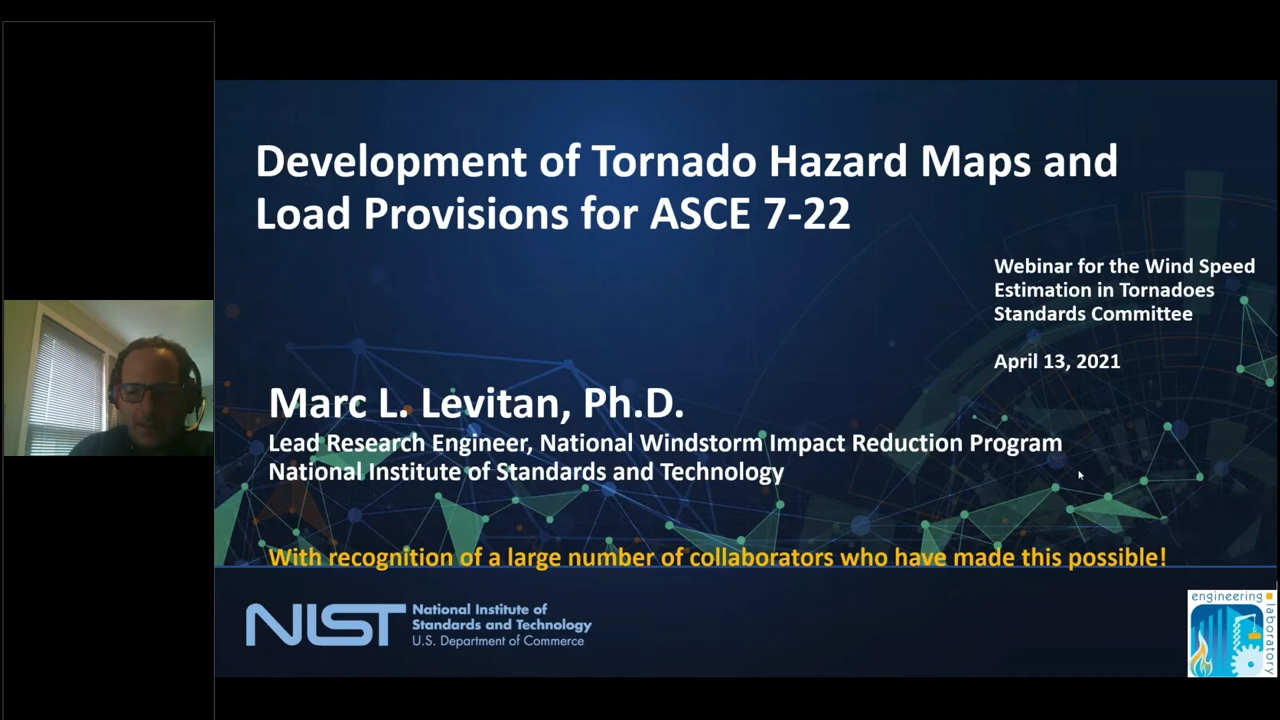 Development of Tornado Hazard Maps and
Load Provisions for ASCE 7-22
Webinar for the Wind Speed
Estimation in Tornadoes
Standards Committee
April 13, 2021
Marc L. Levitan, Ph.D.
Lead Research Engineer, National Windstorm Impact Reduction Program
National Institute of Standards and Technology
With recognition of a large number of collaborators who have made this possible!
NIST
National Institute of
Standards and Technology
U.S. Department of Commerce
engineering
laboratory